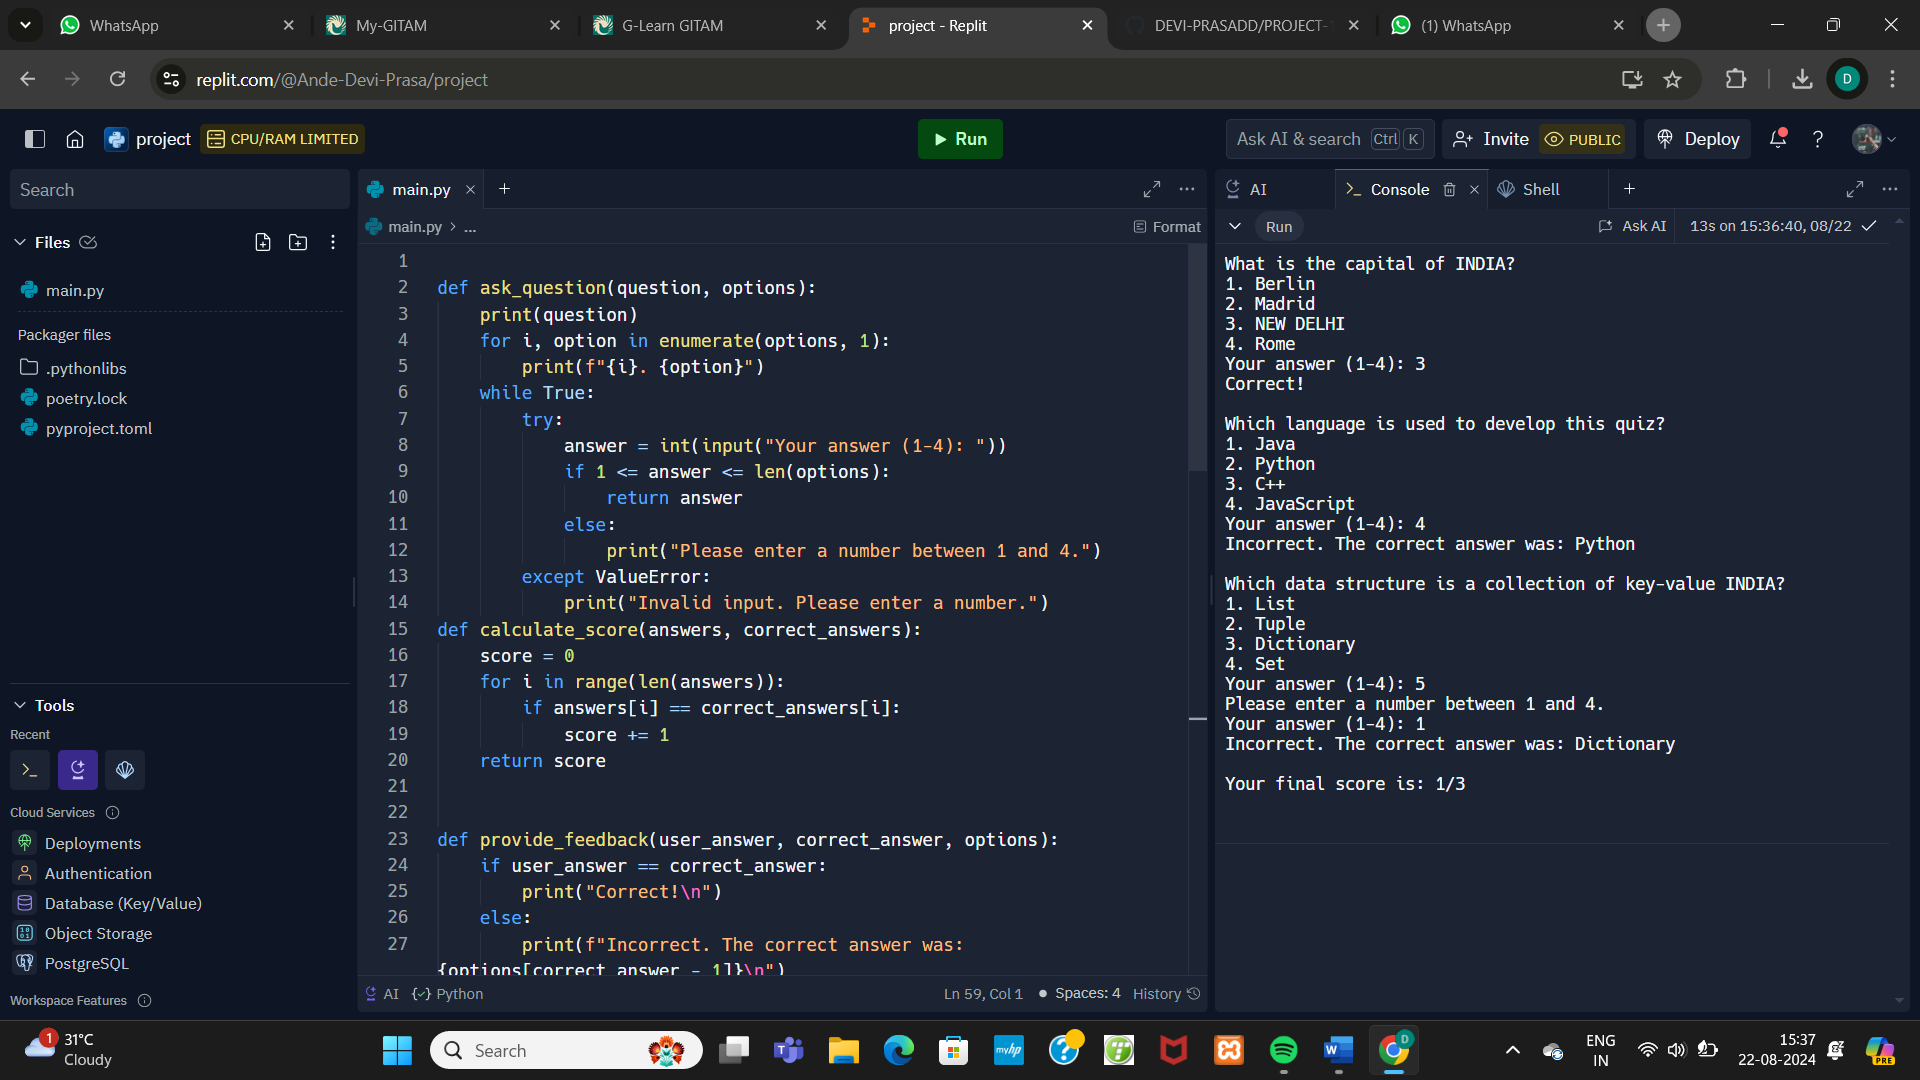 WhatsApp
My-GITAM
G-Learn GITAM
project - Replit
DEVI-PRASADD/PROJECT-
(1) WhatsApp
replit.com/@Ande-Devi-Prasa/project
D
project
CPU/RAM LIMITED
Run
Ask AI & search Ctrl K
Invite
PUBLIC
Deploy
?
Search
Files
main.py
Packager files
.pythonlibs
poetry.lock
pyproject.toml
Tools
Recent
Cloud Services
Deployments
Authentication
Database (Key/Value)
Object Storage
PostgreSQL
Workspace Features
main.py
main.py > ...
Format
1
2 def ask_question(question, options):
3     print(question)
4     for i, option in enumerate(options, 1):
5         print(f"{i}. {option}")
6     while True:
7         try:
8             answer = int(input("Your answer (1-4): "))
9             if 1 <= answer <= len(options):
10                 return answer
11             else:
12                 print("Please enter a number between 1 and 4.")
13         except ValueError:
14             print("Invalid input. Please enter a number.")
15 def calculate_score(answers, correct_answers):
16     score = 0
17     for i in range(len(answers)):
18         if answers[i] == correct_answers[i]:
19             score += 1
20     return score
21
22
23 def provide_feedback(user_answer, correct_answer, options):
24     if user_answer == correct_answer:
25         print("Correct!\n")
26     else:
27         print(f"Incorrect. The correct answer was:
{options[correct_answer - 1]}\n")
AI
Python
Ln 59, Col 1
Spaces: 4
History
AI
Console
Shell
Run
Ask AI
13s on 15:36:40, 08/22
What is the capital of INDIA?
1. Berlin
2. Madrid
3. NEW DELHI
4. Rome
Your answer (1-4): 3
Correct!
Which language is used to develop this quiz?
1. Java
2. Python
3. C++
4. JavaScript
Your answer (1-4): 4
Incorrect. The correct answer was: Python
Which data structure is a collection of key-value INDIA?
1. List
2. Tuple
3. Dictionary
4. Set
Your answer (1-4): 5
Please enter a number between 1 and 4.
Your answer (1-4): 1
Incorrect. The correct answer was: Dictionary
Your final score is: 1/3
1
31°C
Cloudy
Search
myhp
D
ENG
IN
15:37
22-08-2024
PRE